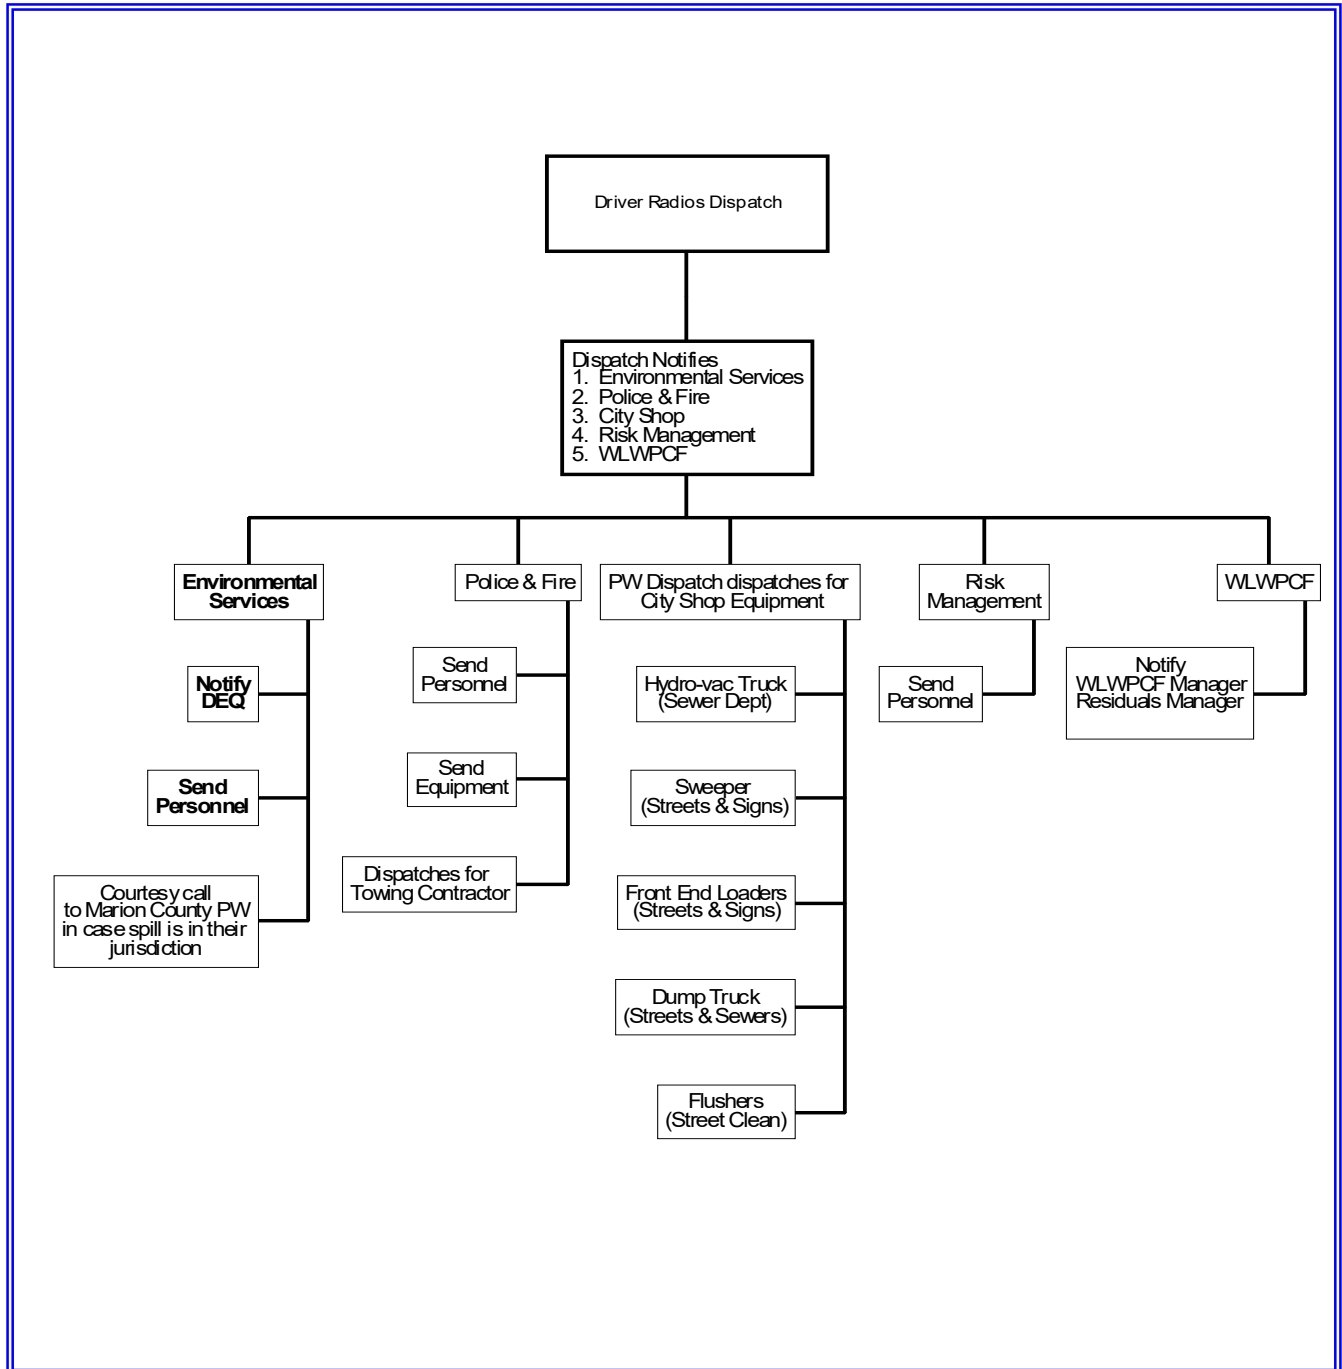 Driver Radios Dispatch
Dispatch Notifies
1. Environmental Services
2. Police & Fire
3. City Shop
4. Risk Management
5. WLWPCF
Environmental
Services
Notify
DEQ
Send
Personnel
Courtesy call
to Marion County PW
in case spill is in their
jurisdiction
Police & Fire
Send
Personnel
Send
Equipment
Dispatches for
Towing Contractor
PW Dispatch dispatches for
City Shop Equipment
Hydro-vac Truck
(Sewer Dept)
Sweeper
(Streets & Signs)
Front End Loaders
(Streets & Signs)
Dump Truck
(Streets & Sewers)
Flushers
(Street Clean)
Risk
Management
Send
Personnel
WLWPCF
Notify
WLWPCF Manager
Residuals Manager